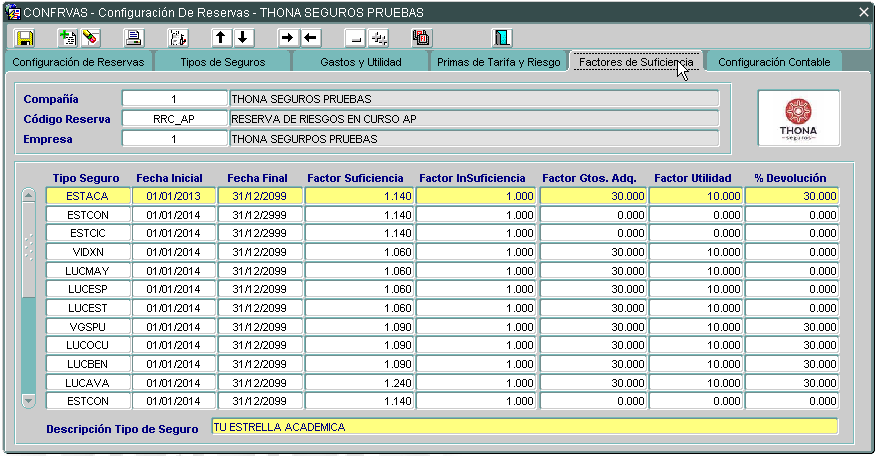 CONFRVAS - Configuración De Reservas - THONA SEGUROS PRUEBAS
Configuración de Reservas Tipos de Seguros Gastos y Utilidad Primas de Tarifa y Riesgo Factores de Suficiencia Configuración Contable
Compañía 1 THONA SEGUROS PRUEBAS
Código Reserva RRC_AP RESERVA DE RIESGOS EN CURSO AP
Empresa 1 THONA SEGURPOS PRUEBAS
THONA
seguros
Tipo Seguro Fecha Inicial Fecha Final Factor Suficiencia Factor InSuficiencia Factor Gtos. Adq. Factor Utilidad % Devolución
ESTACA 01/01/2013 31/12/2099 1.140 1.000 30.000 10.000 30.000
ESTCON 01/01/2014 31/12/2999 1.140 1.000 0.000 0.000 0.000
ESTCIC 01/01/2014 31/12/2099 1.140 1.000 0.000 0.000 0.000
VIDXN 01/01/2014 31/12/2099 1.060 1.000 30.000 10.000 0.000
LUCMAY 01/01/2014 31/12/2099 1.060 1.000 30.000 10.000 0.000
LUCESP 01/01/2014 31/12/2099 1.060 1.000 30.000 10.000 0.000
LUCEST 01/01/2014 31/12/2099 1.060 1.000 30.000 10.000 0.000
VGSPU 01/01/2014 31/12/2099 1.090 1.000 30.000 10.000 30.000
LUCOCU 01/01/2014 31/12/2099 1.090 1.000 30.000 10.000 30.000
LUCBEN 01/01/2014 31/12/2099 1.090 1.000 30.000 10.000 30.000
LUCAVA 01/01/2014 31/12/2099 1.240 1.000 30.000 10.000 30.000
ESTCON 01/01/2014 31/12/2099 1.140 1.000 0.000 0.000 0.000
Descripción Tipo de Seguro TU ESTRELLA ACADEMICA